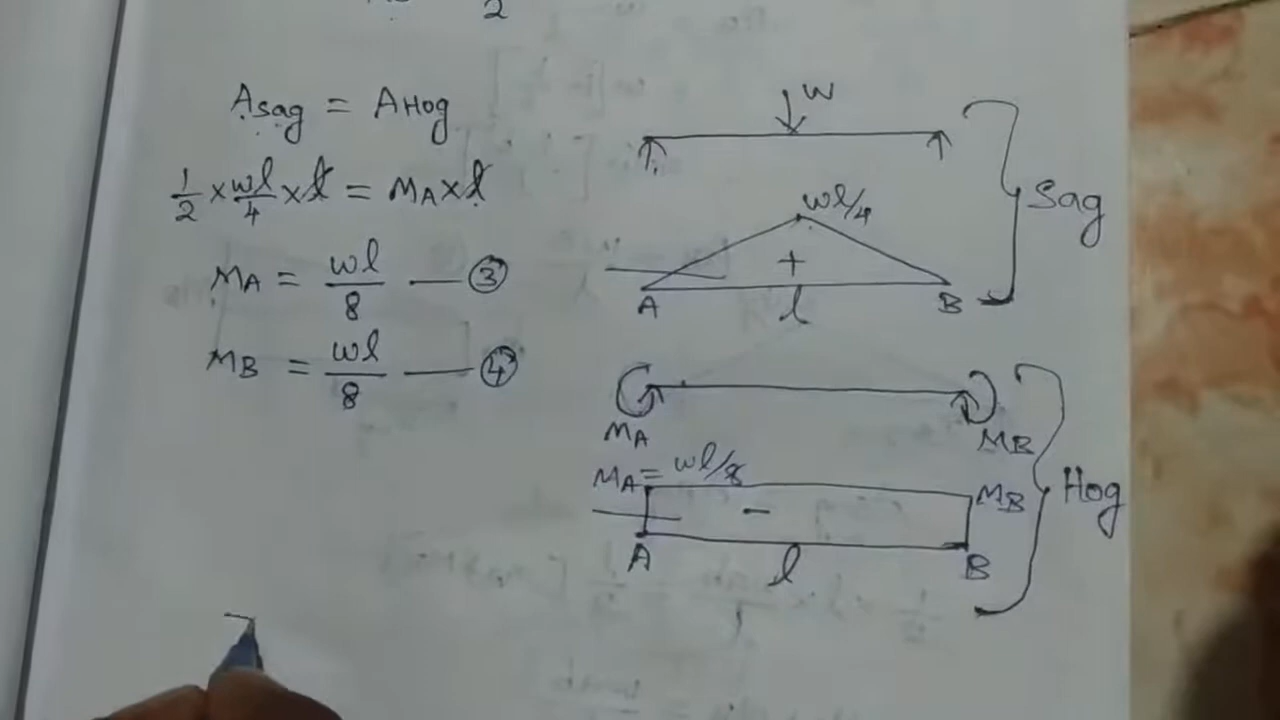 2
Asag = AHog
1/2 × wl/4 × l = MA × l
MA = wl/8 — ③
MB = wl/8 — ④
w
wl/4
+
A l B
Sag
MA MB
MA = wl/8 MB
-
A l B
Hog